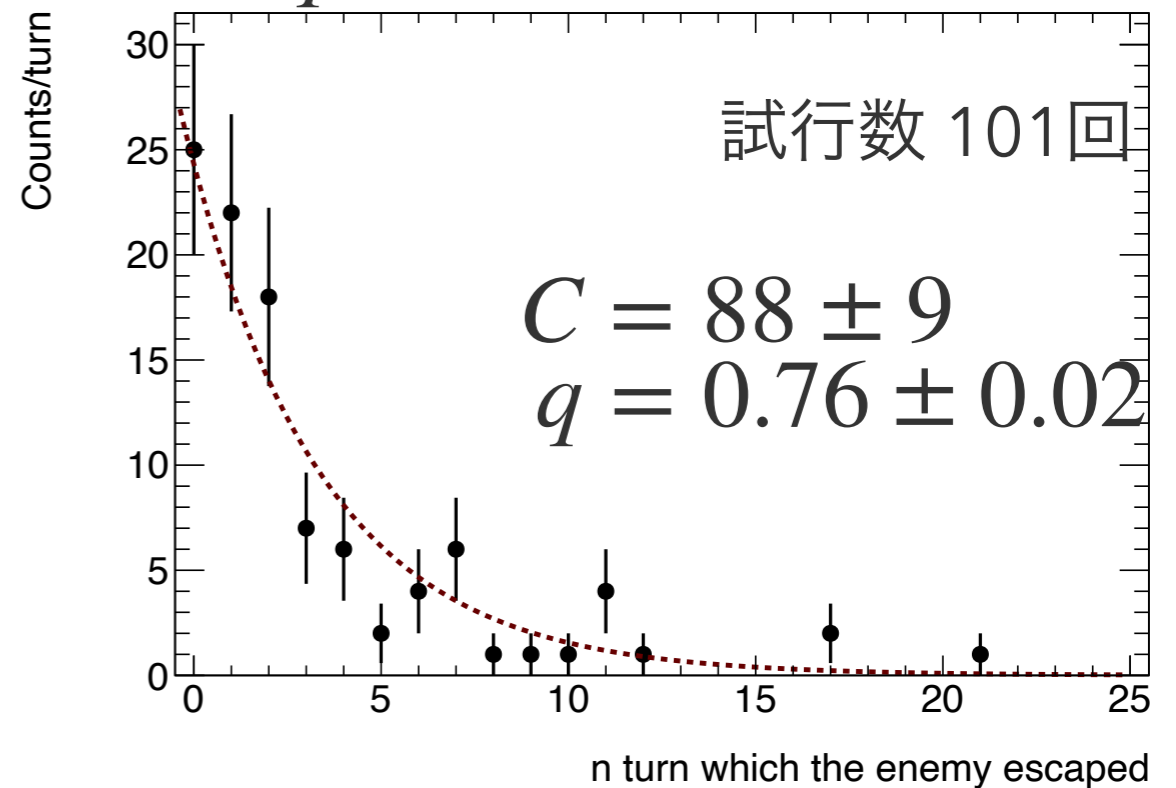 Counts/turn
30
25
20
15
10
5
0
試行数 101回
C = 88 ± 9
q = 0.76 ± 0.02
0 5 10 15 20 25
n turn which the enemy escaped